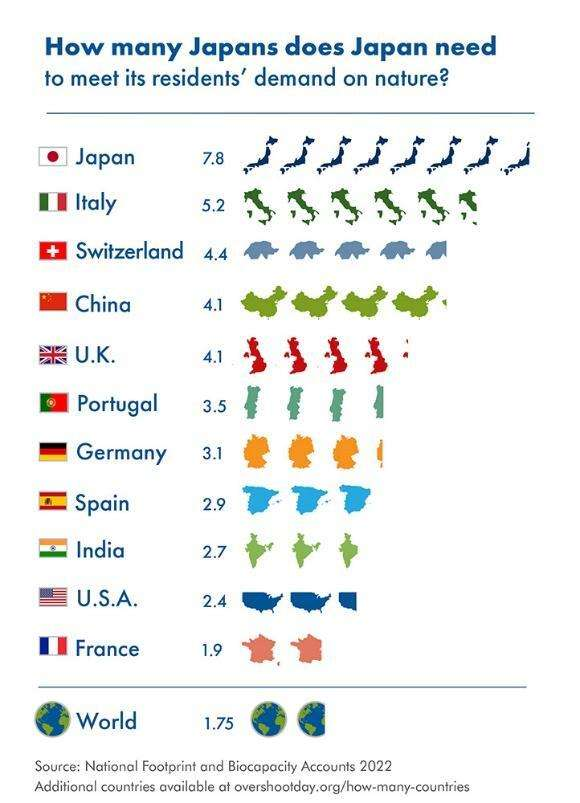 How many Japans does Japan need
to meet its residents’ demand on nature?
Japan 7.8
Italy 5.2
Switzerland 4.4
China 4.1
U.K. 4.1
Portugal 3.5
Germany 3.1
Spain 2.9
India 2.7
U.S.A. 2.4
France 1.9
World 1.75
Source: National Footprint and Biocapacity Accounts 2022
Additional countries available at overshootday.org/how-many-countries